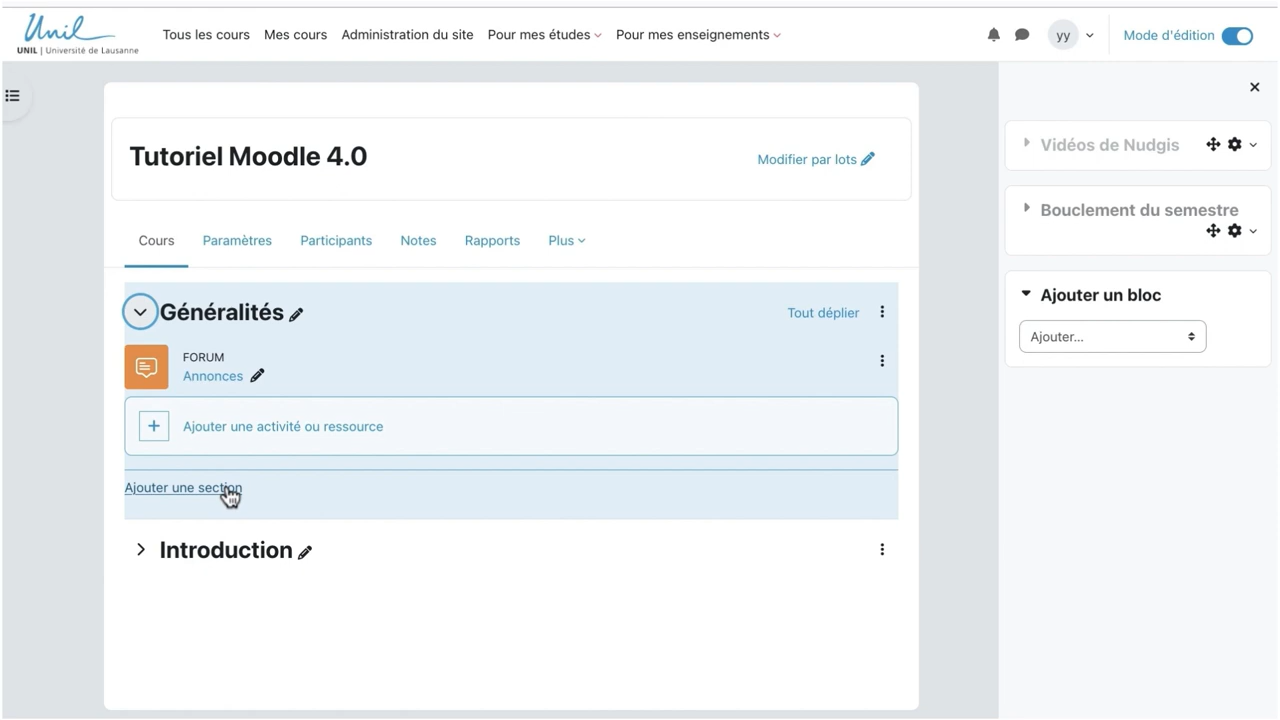 Unil
UNIL | Université de Lausanne
Tous les cours Mes cours Administration du site Pour mes études Pour mes enseignements
yy
Mode d'édition
Tutoriel Moodle 4.0
Modifier par lots
Cours Paramètres Participants Notes Rapports Plus
Généralités
Tout déplier
FORUM
Annonces
Ajouter une activité ou ressource
Ajouter une section
Introduction
Vidéos de Nudgis
Bouclement du semestre
Ajouter un bloc
Ajouter...